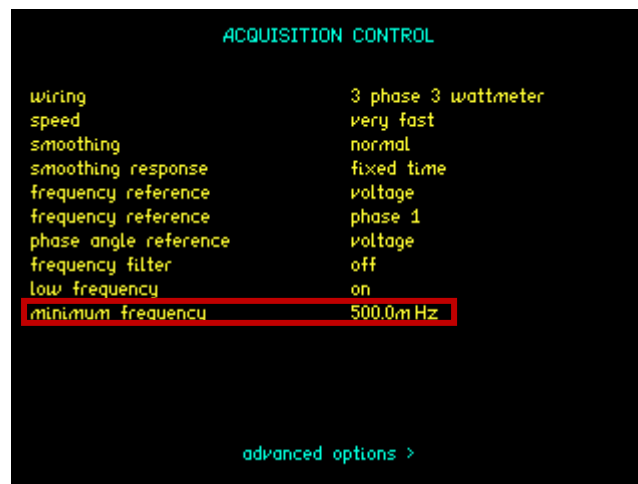 ACQUISITION CONTROL
wiring 3 phase 3 wattmeter
speed very fast
smoothing normal
smoothing response fixed time
frequency reference voltage
frequency reference phase 1
phase angle reference voltage
frequency filter off
low frequency on
minimum frequency 500.0m Hz
advanced options >